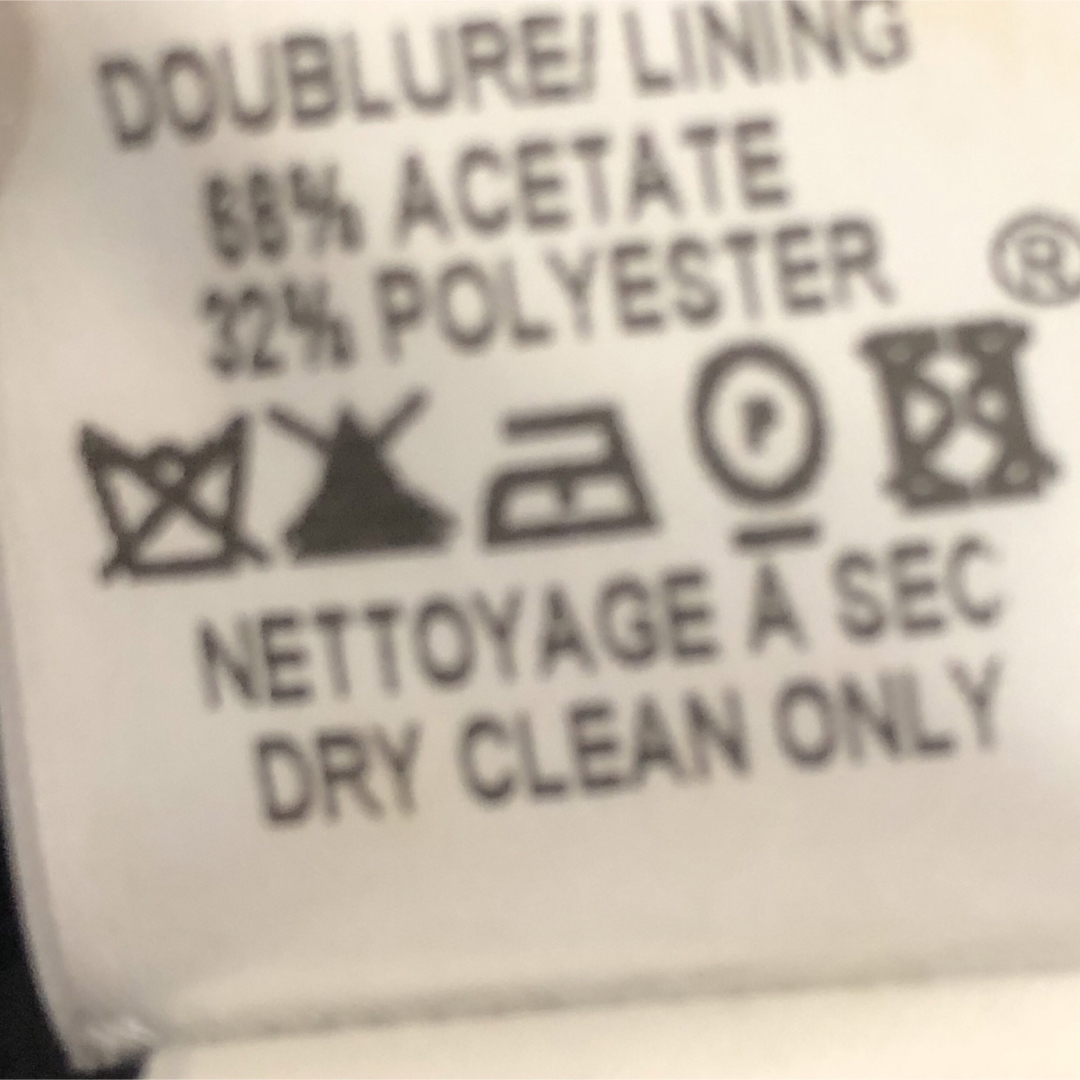 DOUBLURE/ LINING
68% ACETATE
32% POLYESTER
®
P
NETTOYAGE A SEC
DRY CLEAN ONLY